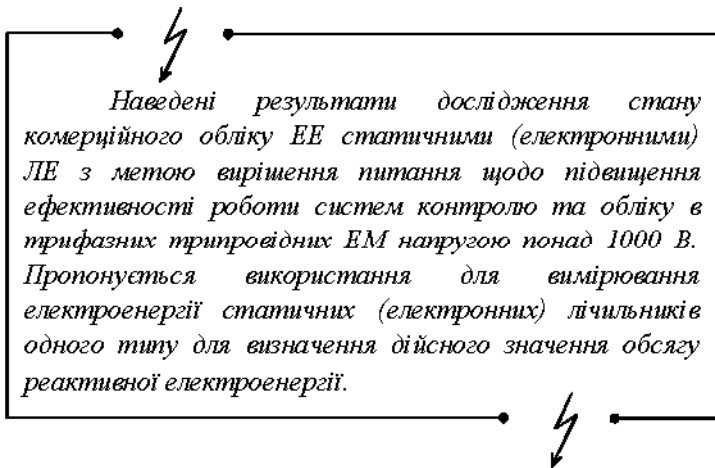 Наведені результати дослідження стану
комерційного обліку ЕЕ статичними (електронними)
ЛЕ з метою вирішення питання щодо підвищення
ефективності роботи систем контролю та обліку в
трифазних трипровідних ЕМ напругою понад 1000 В.
Пропонується використання для вимірювання
електроенергії статичних (електронних) лічильників
одного типу для визначення дійсного значення обсягу
реактивної електроенергії.